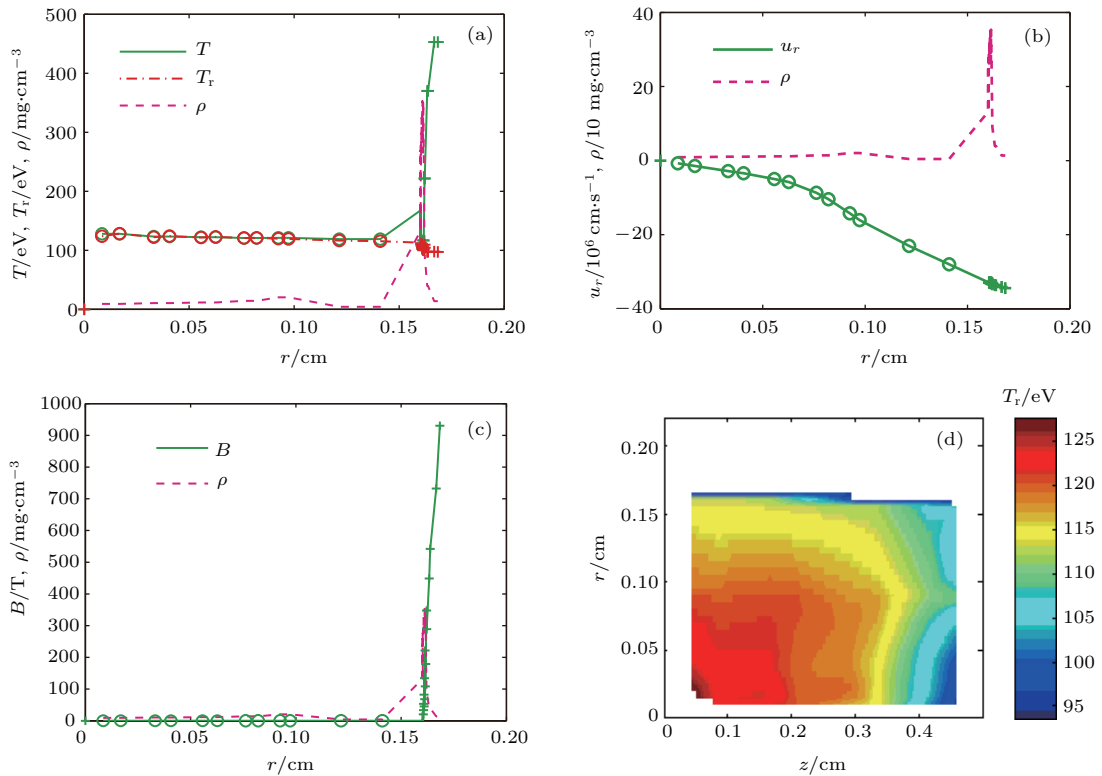 T/eV, Tr/eV, ρ/mg·cm−3
500
400
300
200
100
0
T
Tr
ρ
(a)
0
0.05
0.10
0.15
0.20
r/cm
ur/10⁶ cm·s−1, ρ/10 mg·cm−3
40
20
0
−20
−40
ur
ρ
(b)
0
0.05
0.10
0.15
0.20
r/cm
B/T, ρ/mg·cm−3
1000
900
800
700
600
500
400
300
200
100
0
B
ρ
(c)
0
0.05
0.10
0.15
0.20
r/cm
r/cm
0.20
0.15
0.10
0.05
0
(d)
0.1
0.2
0.3
0.4
z/cm
Tr/eV
125
120
115
110
105
100
95